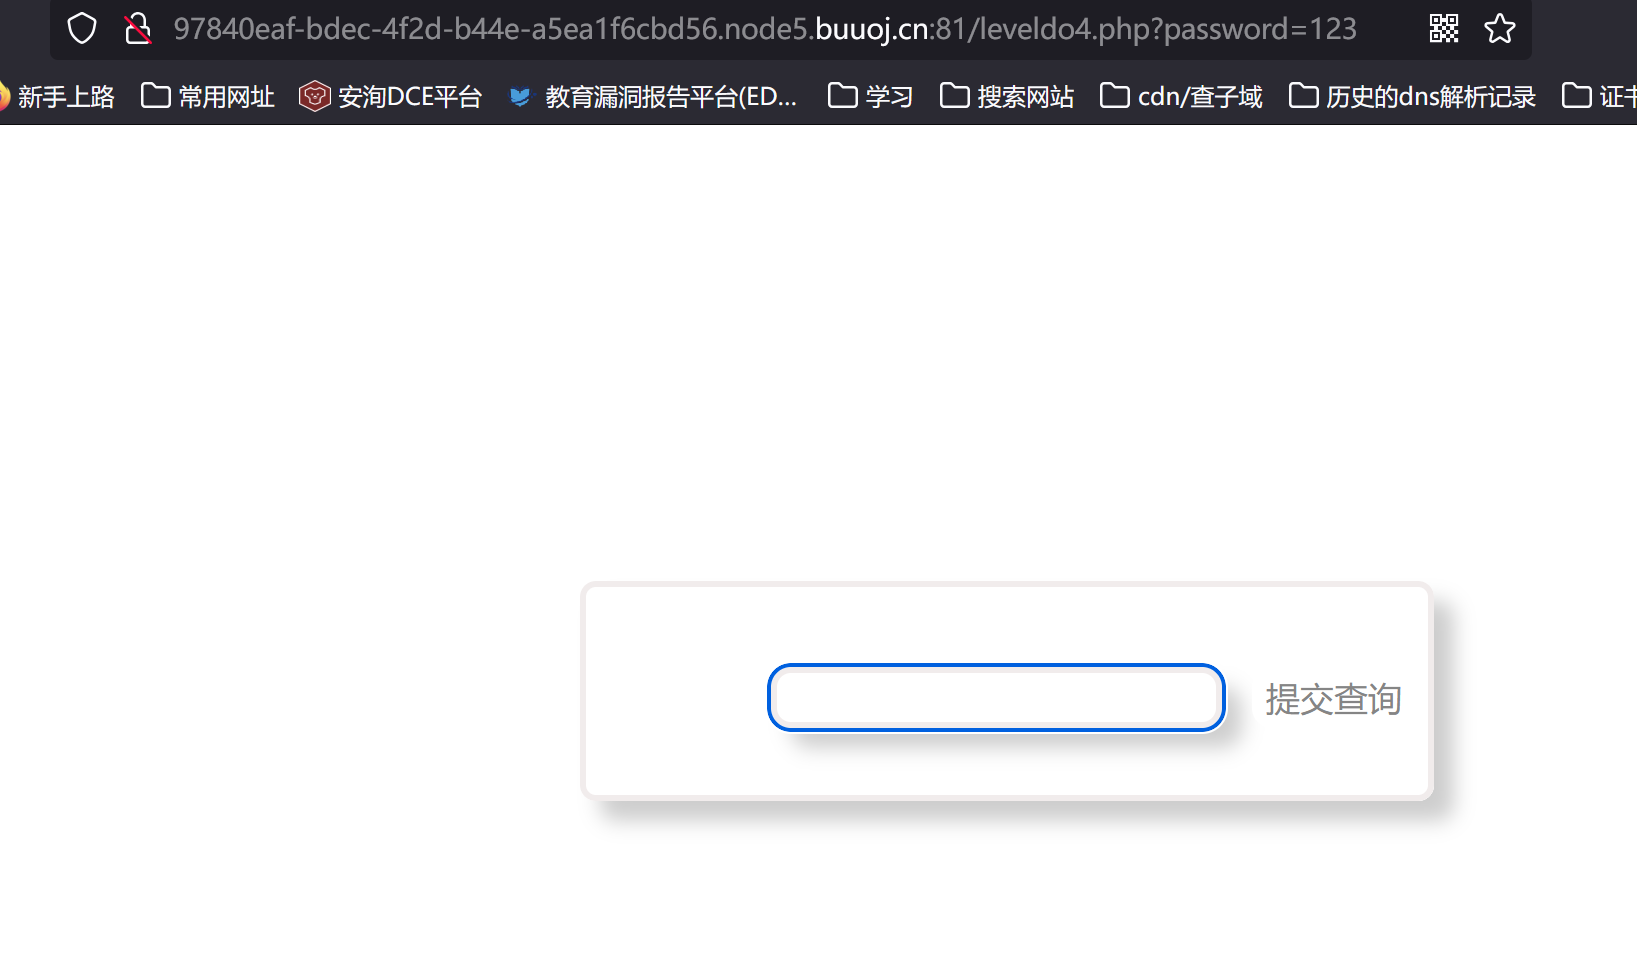 97840eaf-bdec-4f2d-b44e-a5ea1f6cbd56.node5.buuoj.cn:81/leveldo4.php?password=123
新手上路 常用网址 安洵DCE平台 教育漏洞报告平台(ED... 学习 搜索网站 cdn/查子域 历史的dns解析记录 证书
提交查询